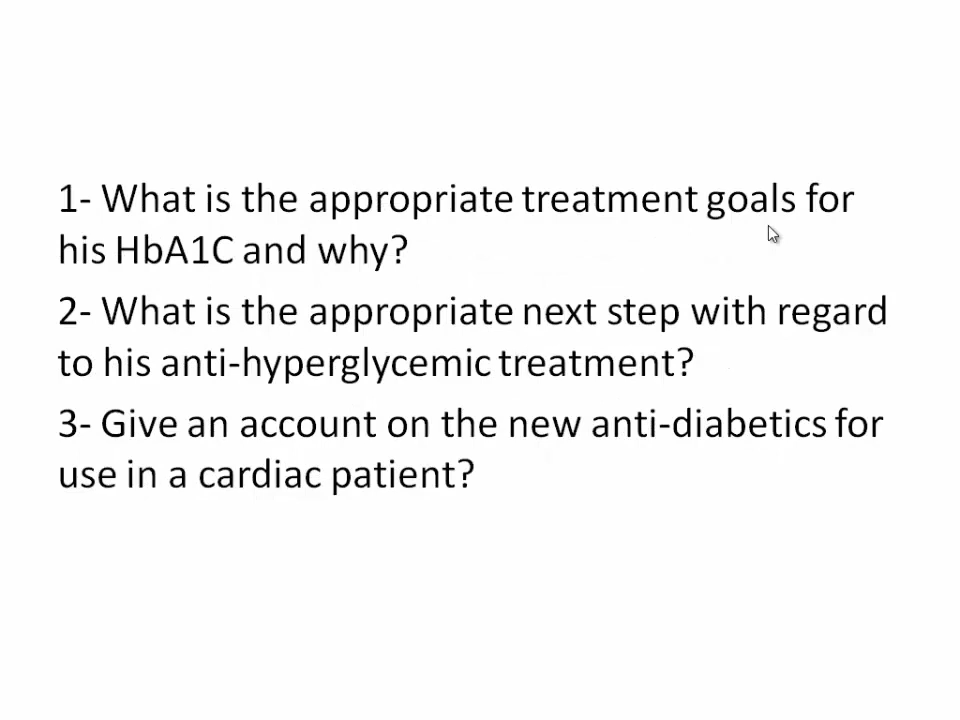 1- What is the appropriate treatment goals for
his HbA1C and why?
2- What is the appropriate next step with regard
to his anti-hyperglycemic treatment?
3- Give an account on the new anti-diabetics for
use in a cardiac patient?